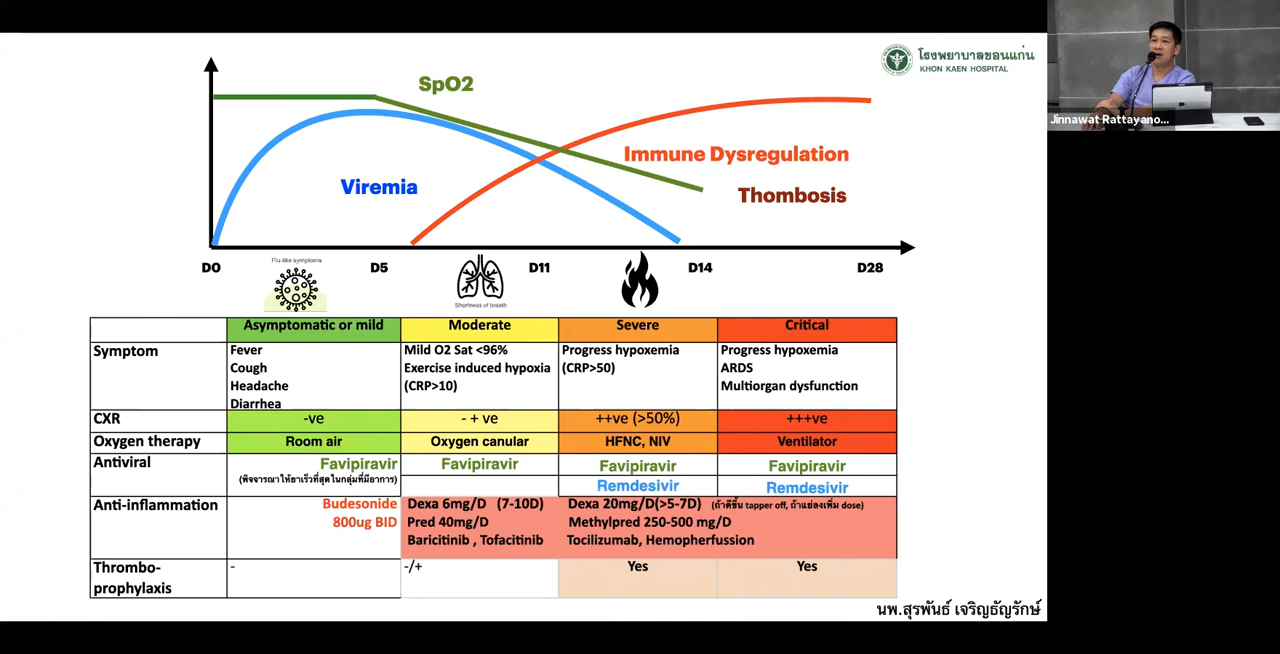 โรงพยาบาลขอนแก่น
KHON KAEN HOSPITAL
Jinnawat Rattayano...
SpO2
Immune Dysregulation
Viremia
Thombosis
D0
Flu-like symptoms
D5
Shortness of breath
D11
D14
D28
Asymptomatic or mild
Moderate
Severe
Critical
Symptom
Fever
Cough
Headache
Diarrhea
Mild O2 Sat <96%
Exercise induced hypoxia
(CRP>10)
Progress hypoxemia
(CRP>50)
Progress hypoxemia
ARDS
Multiorgan dysfunction
CXR
-ve
- + ve
++ve (>50%)
+++ve
Oxygen therapy
Room air
Oxygen canular
HFNC, NIV
Ventilator
Antiviral
Favipiravir
(พิจารณาให้ยาเร็วที่สุดในกลุ่มที่มีอาการ)
Favipiravir
Favipiravir
Remdesivir
Favipiravir
Remdesivir
Anti-inflammation
Budesonide
800ug BID
Dexa 6mg/D (7-10D)
Pred 40mg/D
Baricitinib , Tofacitinib
Dexa 20mg/D(>5-7D) (ถ้าดีขึ้น tapper off, ถ้าแย่ลงเพิ่ม dose)
Methylpred 250-500 mg/D
Tocilizumab, Hemopherfussion
Thrombo-
prophylaxis
-
-/+
Yes
Yes
นพ.สุรพันธ์ เจริญธัญรักษ์